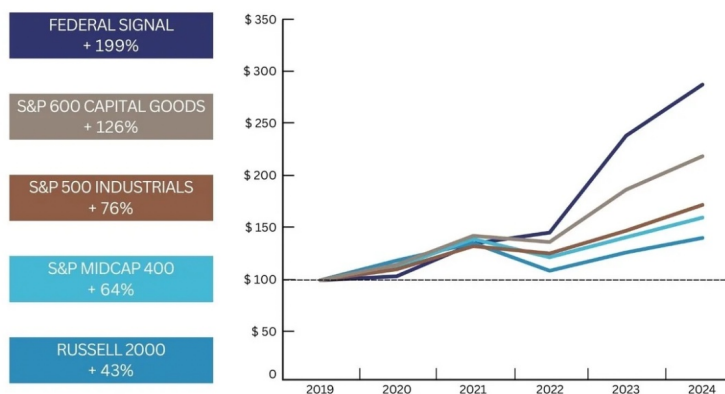 FEDERAL SIGNAL
+ 199%
S&P 600 CAPITAL GOODS
+ 126%
S&P 500 INDUSTRIALS
+ 76%
S&P MIDCAP 400
+ 64%
RUSSELL 2000
+ 43%
$ 350
$ 300
$ 250
$ 200
$ 150
$ 100
$ 50
0
2019 2020 2021 2022 2023 2024